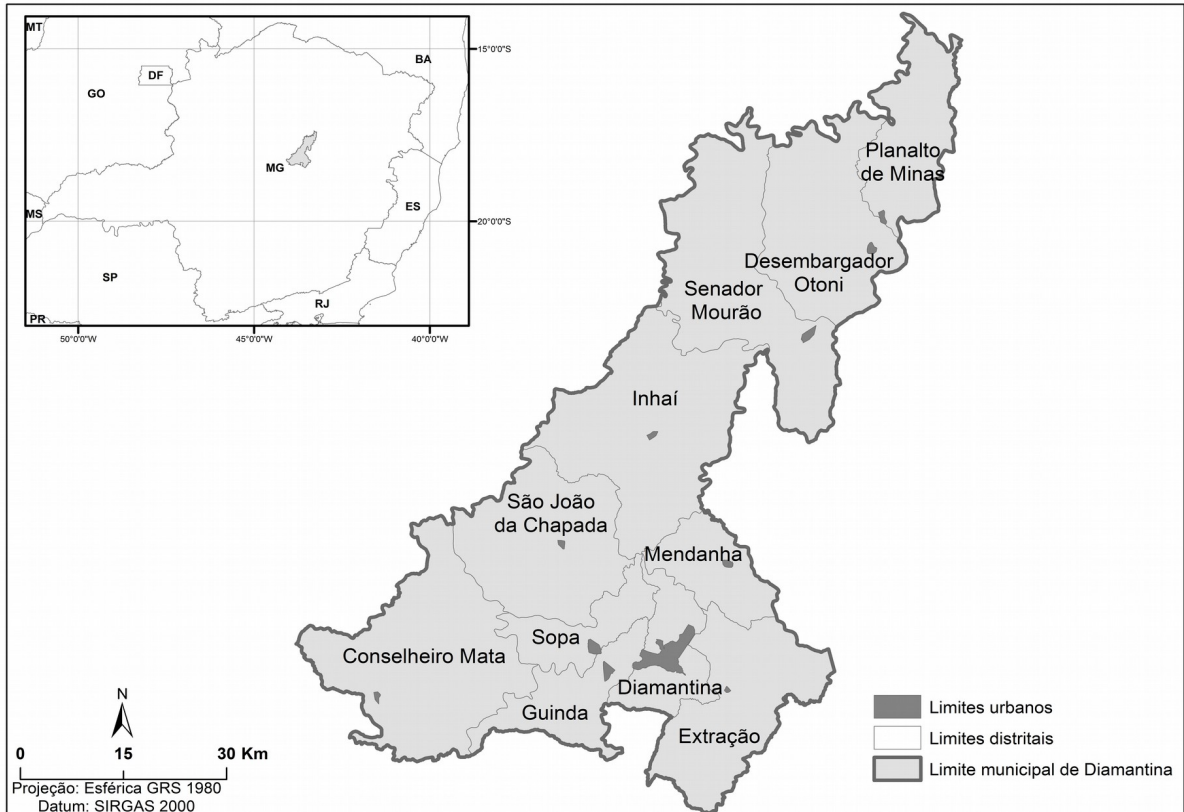 MT
BA
DF
GO
MG
MS
ES
SP
RJ
PR
15°0'0"S
20°0'0"S
50°0'0"W
45°0'0"W
40°0'0"W
Planalto
de Minas
Desembargador
Otoni
Senador
Mourão
Inhaí
São João
da Chapada
Mendanha
Sopa
Conselheiro Mata
Diamantina
Guinda
Extração
N
0 15 30 Km
Projeção: Esférica GRS 1980
Datum: SIRGAS 2000
Limites urbanos
Limites distritais
Limite municipal de Diamantina